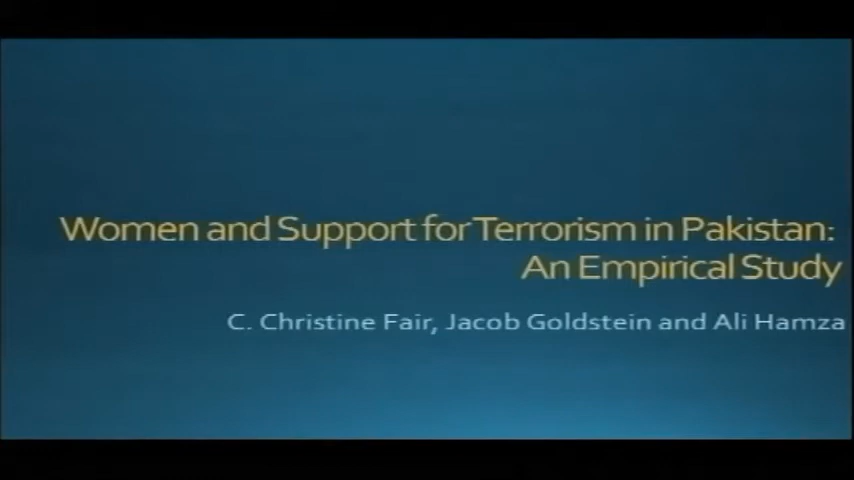 Women and Support for Terrorism in Pakistan:
An Empirical Study
C. Christine Fair, Jacob Goldstein and Ali Hamza